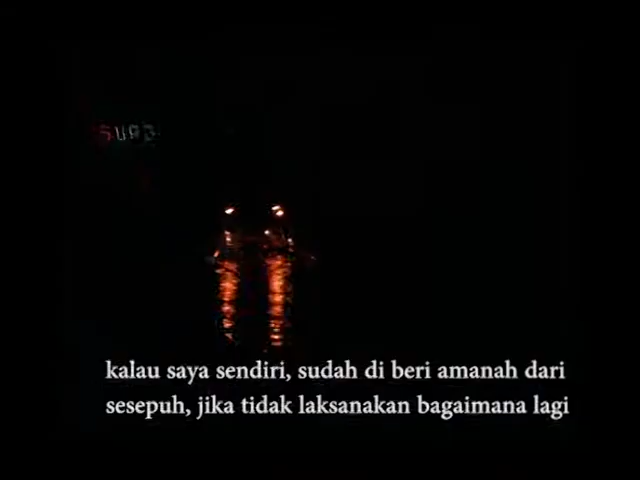 kalau saya sendiri, sudah di beri amanah dari
sesepuh, jika tidak laksanakan bagaimana lagi